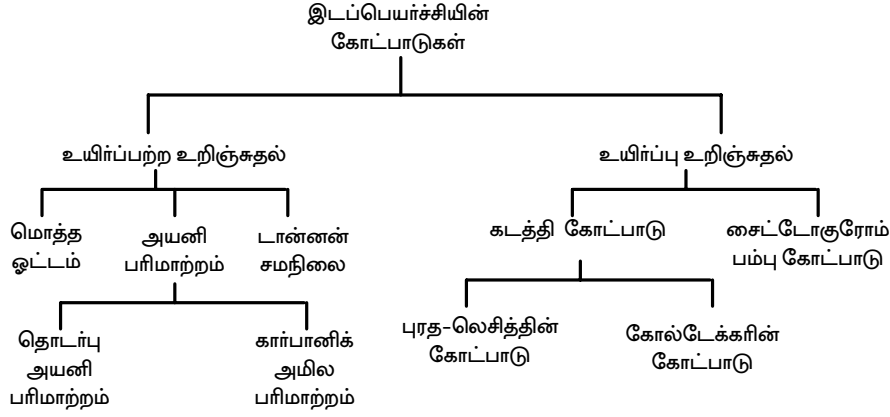 இடப்பெயர்ச்சியின்
கோட்பாடுகள்
உயிர்ப்பற்ற உறிஞ்சுதல்
உயிர்ப்பு உறிஞ்சுதல்
மொத்த
ஓட்டம்
அயனி
பரிமாற்றம்
டான்னன்
சமநிலை
கடத்தி கோட்பாடு
சைட்டோகுரோம்
பம்பு கோட்பாடு
தொடர்பு
அயனி
பரிமாற்றம்
கார்பானிக்
அமில
பரிமாற்றம்
புரத-லெசித்தின்
கோட்பாடு
கோல்டேக்கரின்
கோட்பாடு